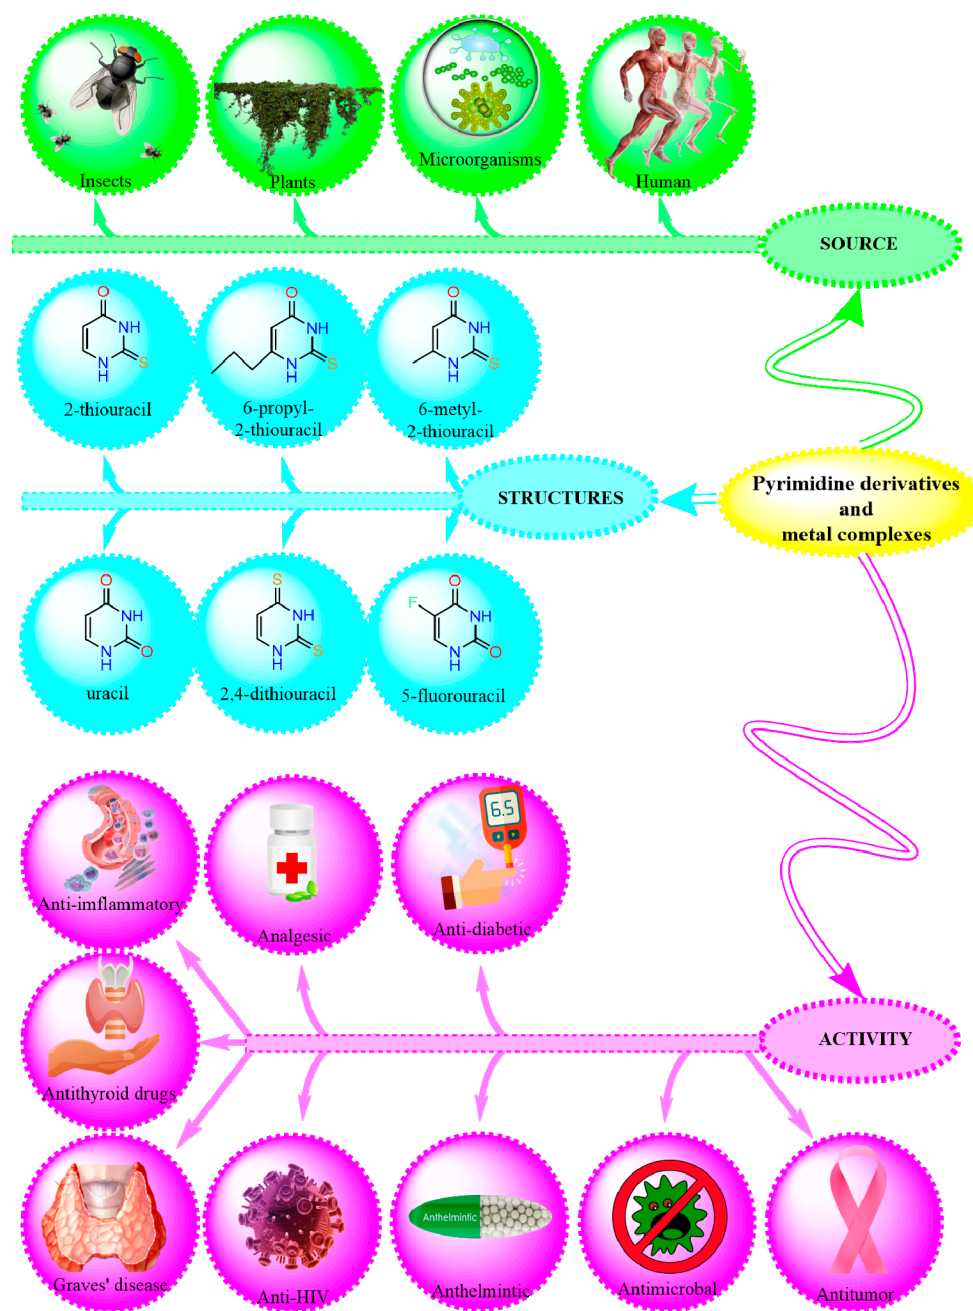 Insects
Plants
Microorganisms
Human
SOURCE
O
NH
N
H
S
2-thiouracil
O
NH
N
H
S
6-propyl-
2-thiouracil
O
NH
N
H
S
6-metyl-
2-thiouracil
STRUCTURES
Pyrimidine derivatives
and
metal complexes
O
NH
N
H
O
uracil
S
NH
N
H
S
2,4-dithiouracil
F
O
NH
N
H
O
5-fluorouracil
Anti-imflammatory
Analgesic
6.5
Anti-diabetic
Antithyroid drugs
ACTIVITY
Graves' disease
Anti-HIV
Anthelmintic
Anthelmintic
Antimicrobal
Antitumor